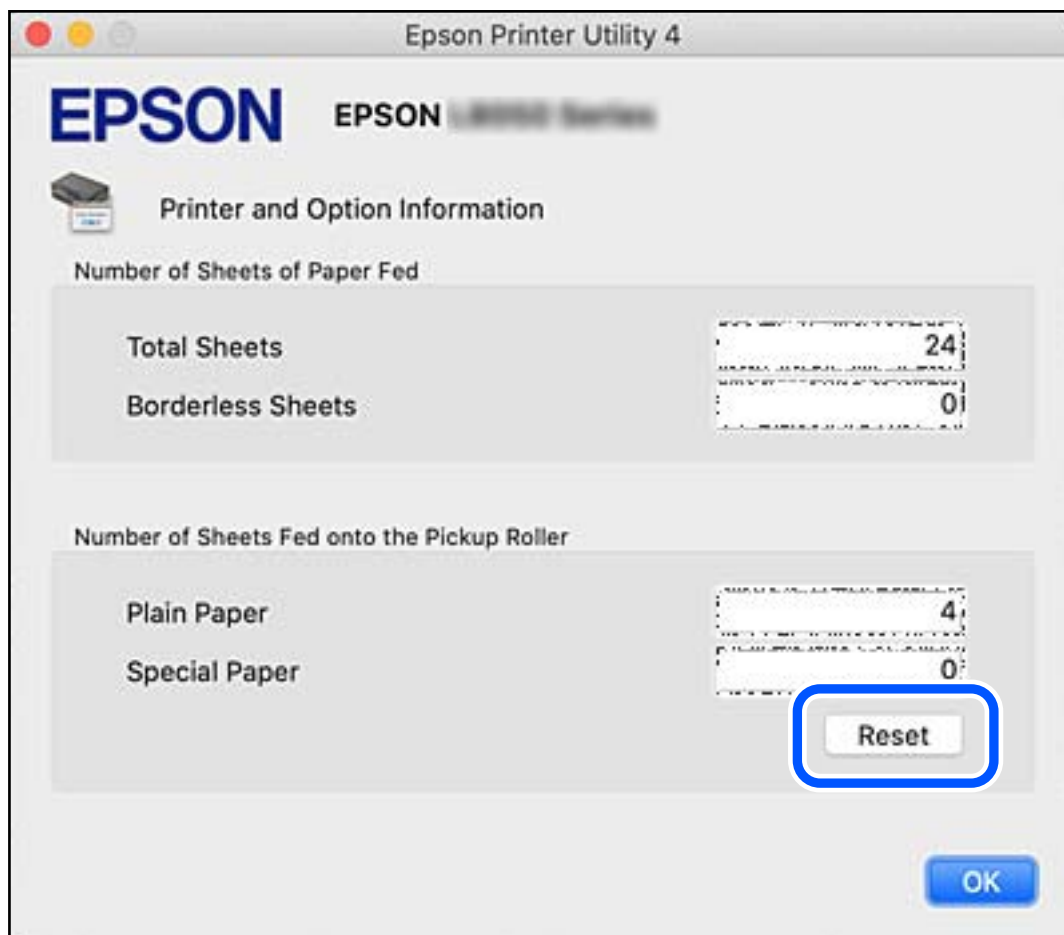 Epson Printer Utility 4
EPSON EPSON
Printer and Option Information
Number of Sheets of Paper Fed
Total Sheets 24
Borderless Sheets 0
Number of Sheets Fed onto the Pickup Roller
Plain Paper 4
Special Paper 0
Reset
OK